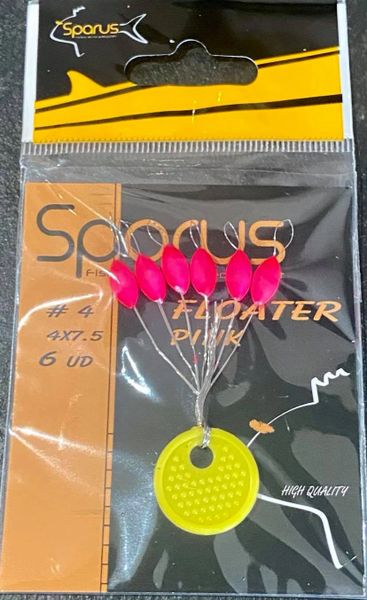 Sparus
Sparus
# 4
FLOATER
4X7.5
PINK
6 UD
HIGH QUALITY